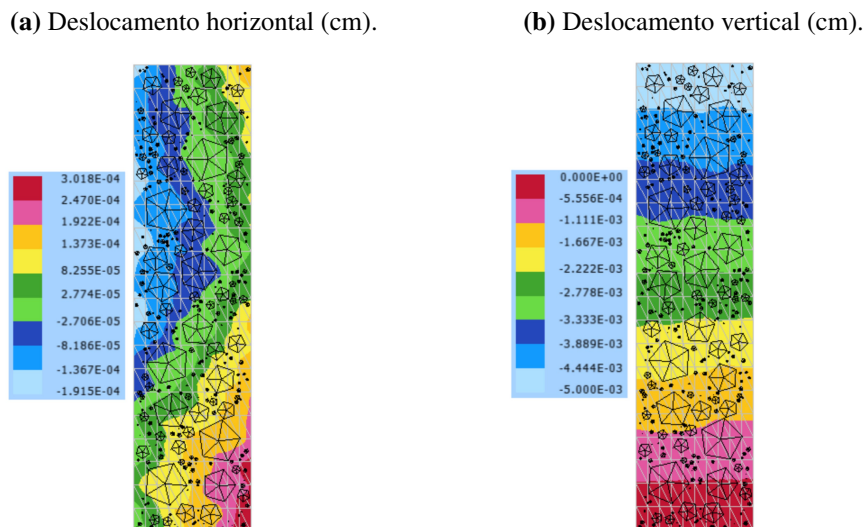 (a) Deslocamento horizontal (cm).
(b) Deslocamento vertical (cm).
3.018E-04
2.470E-04
1.922E-04
1.373E-04
8.255E-05
2.774E-05
-2.706E-05
-8.186E-05
-1.367E-04
-1.915E-04
0.000E+00
-5.556E-04
-1.111E-03
-1.667E-03
-2.222E-03
-2.778E-03
-3.333E-03
-3.889E-03
-4.444E-03
-5.000E-03